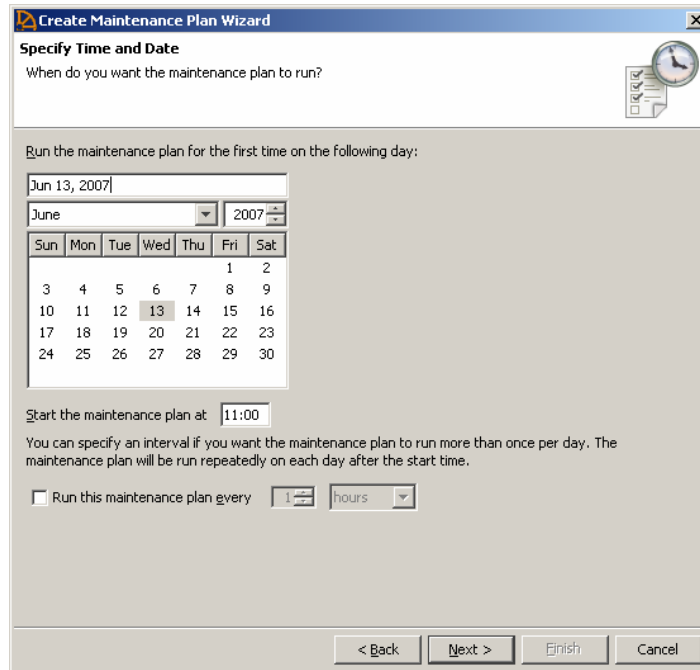 Create Maintenance Plan Wizard
Specify Time and Date
When do you want the maintenance plan to run?
Run the maintenance plan for the first time on the following day:
Jun 13, 2007
June 2007
Sun Mon Tue Wed Thu Fri Sat
1 2
3 4 5 6 7 8 9
10 11 12 13 14 15 16
17 18 19 20 21 22 23
24 25 26 27 28 29 30
Start the maintenance plan at 11:00
You can specify an interval if you want the maintenance plan to run more than once per day. The
maintenance plan will be run repeatedly on each day after the start time.
Run this maintenance plan every 1 hours
< Back Next > Finish Cancel